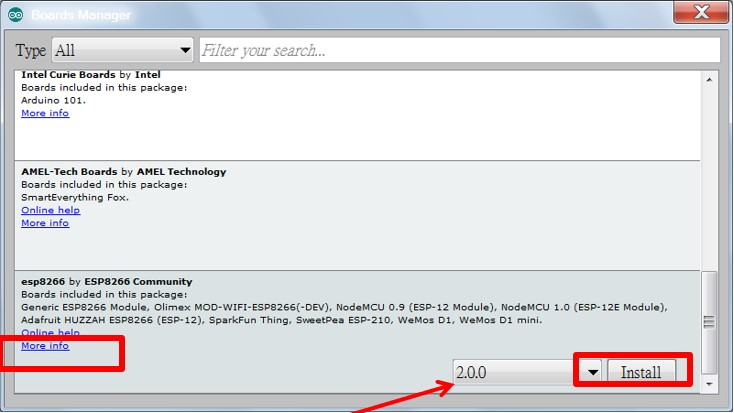 Boards Manager
Type All Filter your search...
Intel Curie Boards by Intel
Boards included in this package:
Arduino 101.
More info
AMEL-Tech Boards by AMEL Technology
Boards included in this package:
SmartEverything Fox.
Online help
More info
esp8266 by ESP8266 Community
Boards included in this package:
Generic ESP8266 Module, Olimex MOD-WIFI-ESP8266(-DEV), NodeMCU 0.9 (ESP-12 Module), NodeMCU 1.0 (ESP-12E Module),
Adafruit HUZZAH ESP8266 (ESP-12), SparkFun Thing, SweetPea ESP-210, WeMos D1, WeMos D1 mini.
Online help
More info
2.0.0 Install